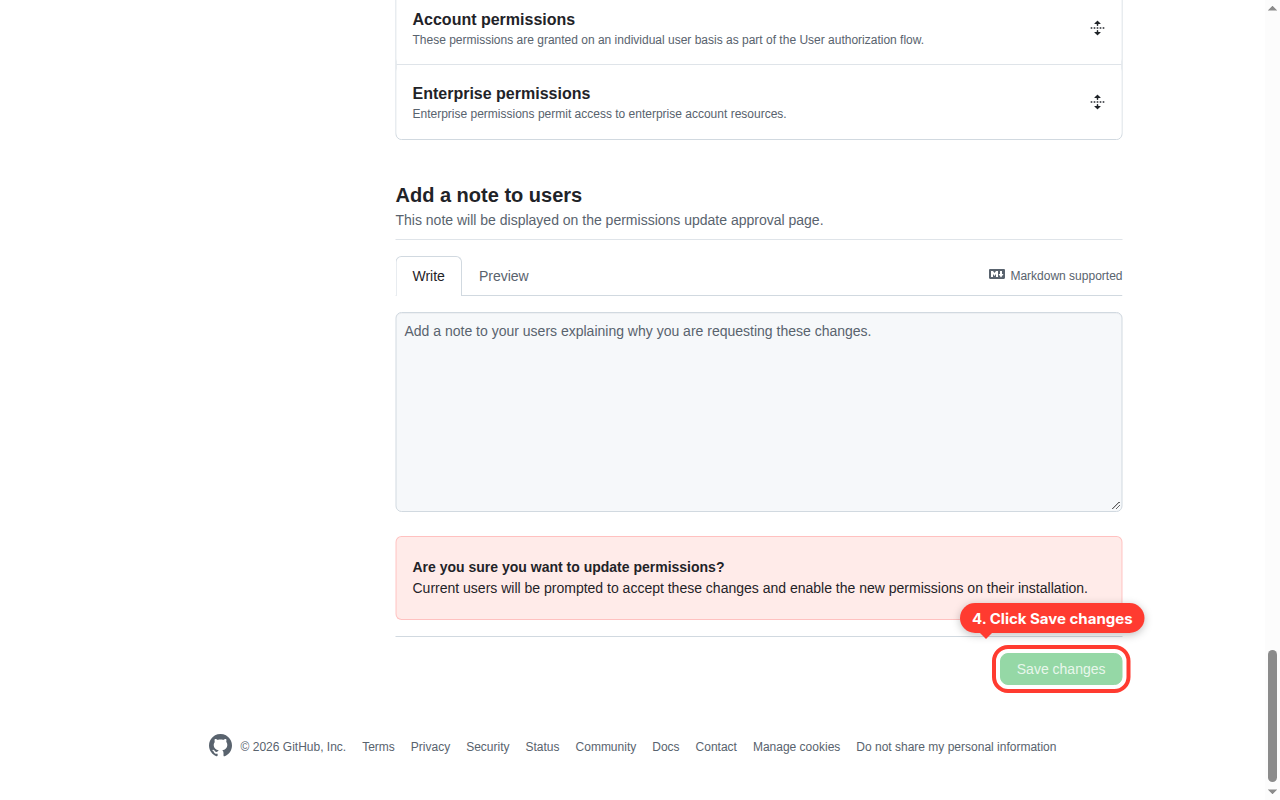 Account permissions
These permissions are granted on an individual user basis as part of the User authorization flow.
Enterprise permissions
Enterprise permissions permit access to enterprise account resources.
Add a note to users
This note will be displayed on the permissions update approval page.
Write Preview Markdown supported
Add a note to your users explaining why you are requesting these changes.
Are you sure you want to update permissions?
Current users will be prompted to accept these changes and enable the new permissions on their installation.
4. Click Save changes
Save changes
© 2026 GitHub, Inc. Terms Privacy Security Status Community Docs Contact Manage cookies Do not share my personal information